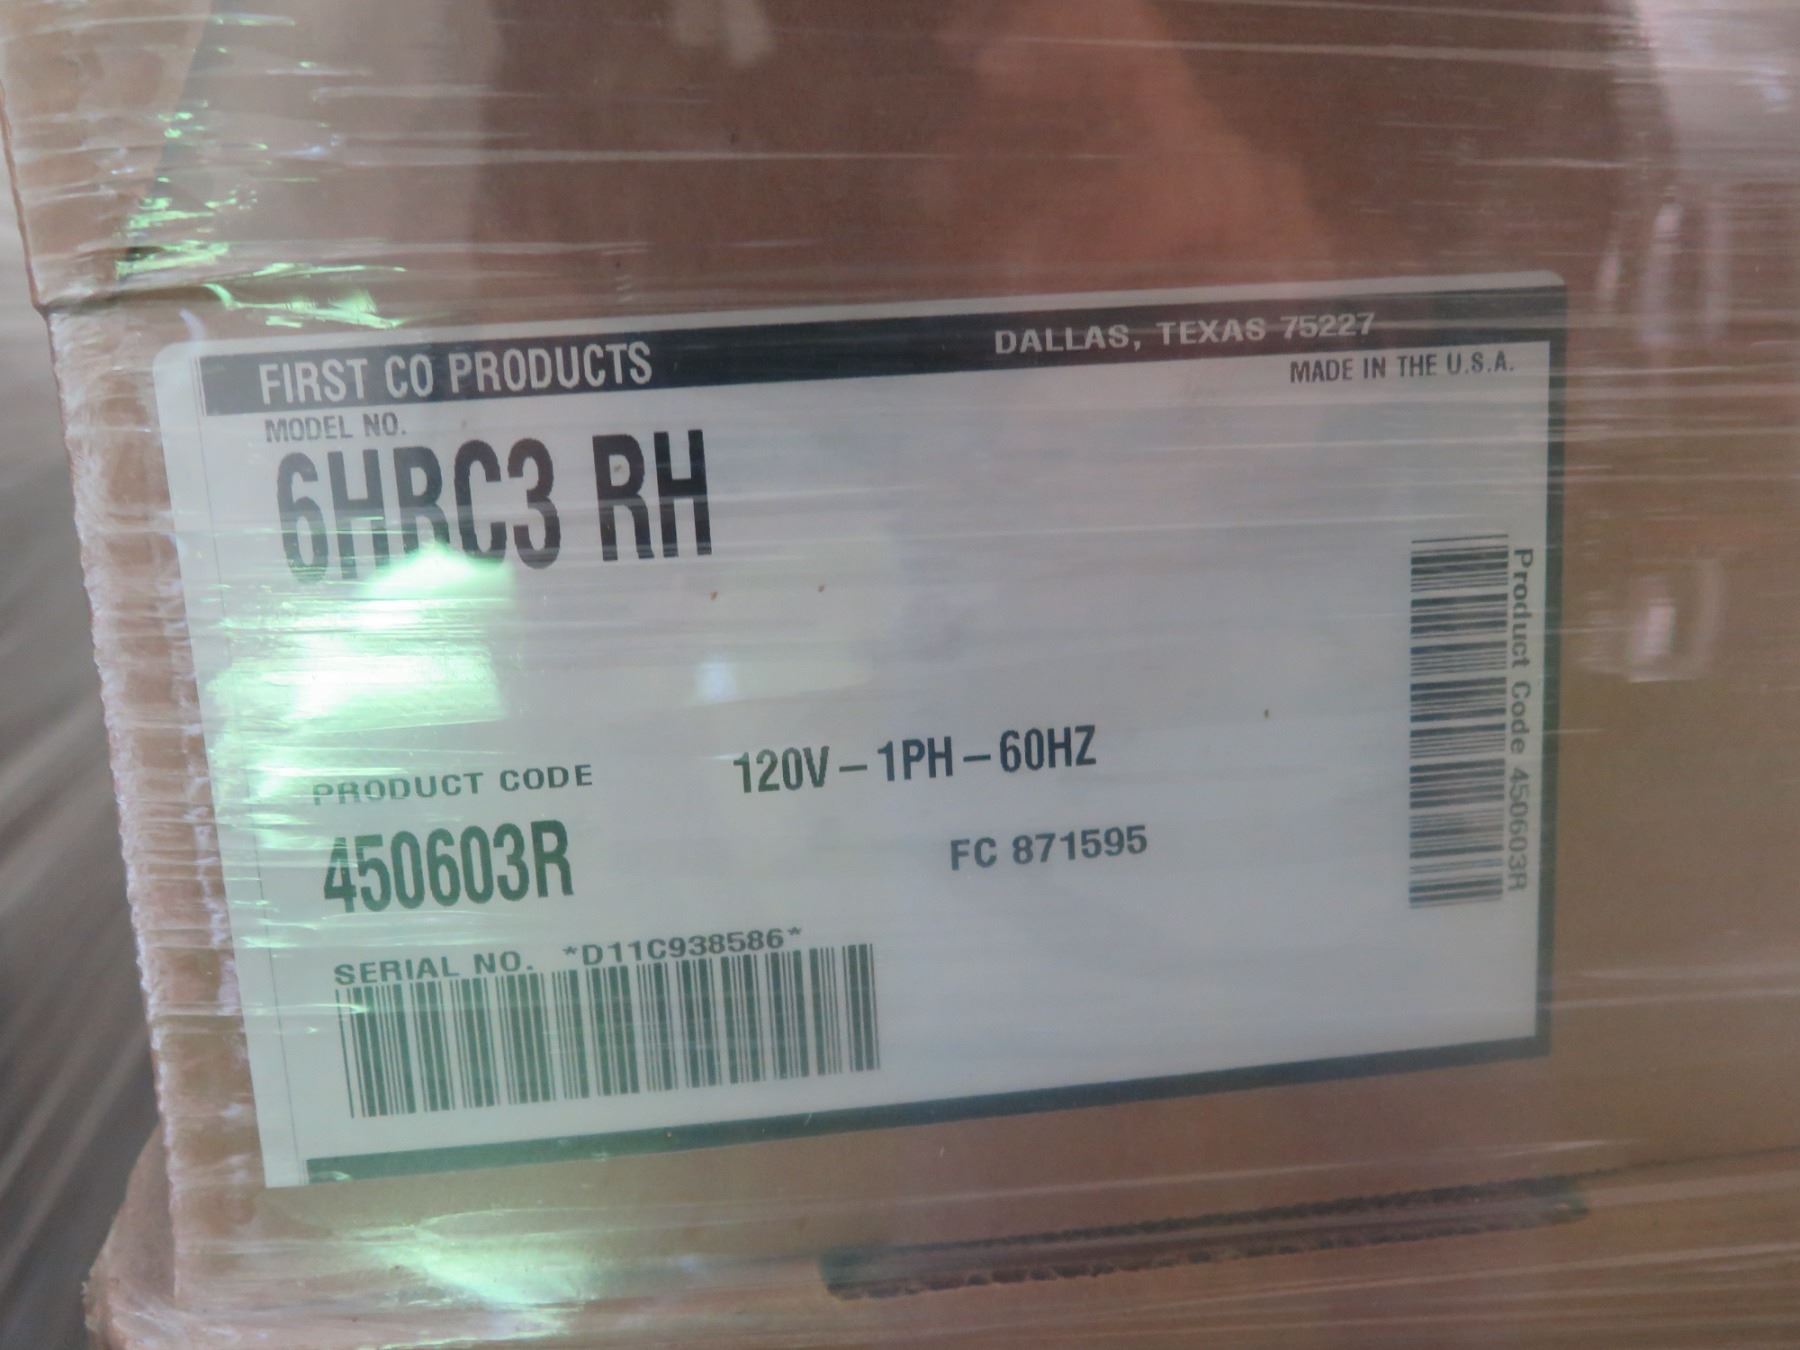 FIRST CO PRODUCTS
DALLAS, TEXAS 75227
MADE IN THE U.S.A.
MODEL NO.
6HBC3 RH
PRODUCT CODE
120V – 1PH – 60HZ
450603R
FC 871595
SERIAL NO. *D11C938586*
Product Code 450603R